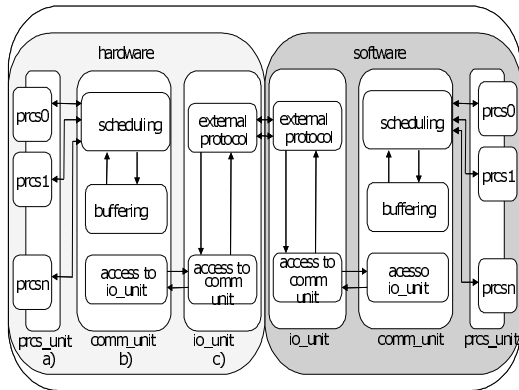 hardware
software
prcs0
prcs1
prcsn
prcs_unit
a)
scheduling
buffering
access to
io_unit
comm_unit
b)
external
protocol
access to
comm
unit
io_unit
c)
external
protocol
access to
comm
unit
io_unit
scheduling
buffering
acesso
io_unit
comm_unit
prcs0
prcs1
prcsn
prcs_unit